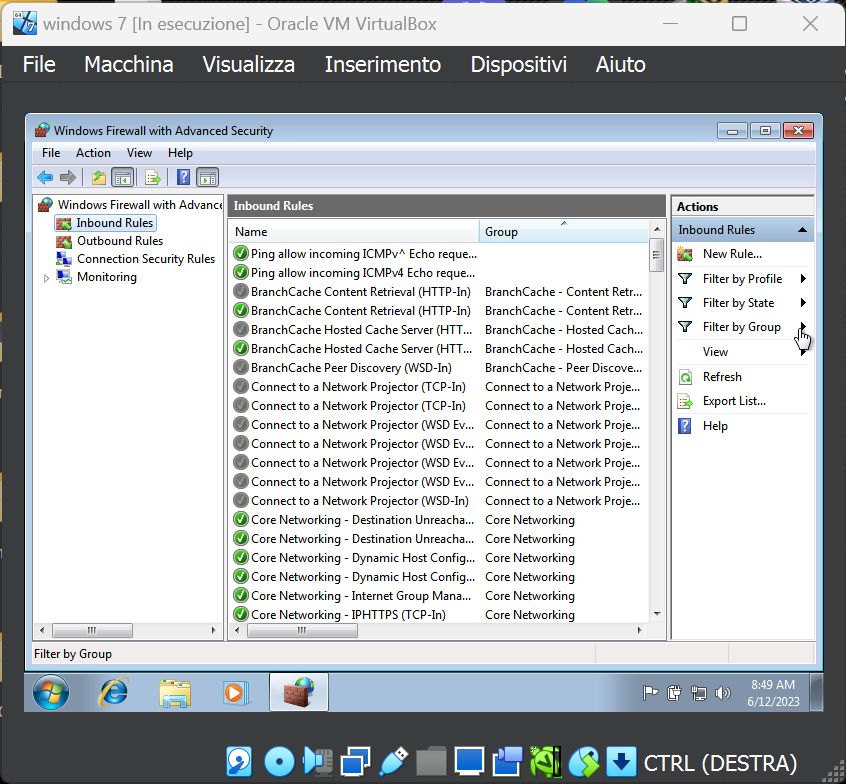 windows 7 [In esecuzione] - Oracle VM VirtualBox
File Macchina Visualizza Inserimento Dispositivi Aiuto
Windows Firewall with Advanced Security
File Action View Help
Windows Firewall with Advance
Inbound Rules
Outbound Rules
Connection Security Rules
Monitoring
Inbound Rules
Name Group
Ping allow incoming ICMPv^ Echo reque...
Ping allow incoming ICMPv4 Echo reque...
BranchCache Content Retrieval (HTTP-In) BranchCache - Content Retr...
BranchCache Content Retrieval (HTTP-In) BranchCache - Content Retr...
BranchCache Hosted Cache Server (HTT... BranchCache - Hosted Cach...
BranchCache Hosted Cache Server (HTT... BranchCache - Hosted Cach...
BranchCache Peer Discovery (WSD-In) BranchCache - Peer Discove...
Connect to a Network Projector (TCP-In) Connect to a Network Proje...
Connect to a Network Projector (TCP-In) Connect to a Network Proje...
Connect to a Network Projector (WSD Ev... Connect to a Network Proje...
Connect to a Network Projector (WSD Ev... Connect to a Network Proje...
Connect to a Network Projector (WSD Ev... Connect to a Network Proje...
Connect to a Network Projector (WSD Ev... Connect to a Network Proje...
Connect to a Network Projector (WSD-In) Connect to a Network Proje...
Core Networking - Destination Unreacha... Core Networking
Core Networking - Destination Unreacha... Core Networking
Core Networking - Dynamic Host Config... Core Networking
Core Networking - Dynamic Host Config... Core Networking
Core Networking - Internet Group Mana... Core Networking
Core Networking - IPHTTPS (TCP-In) Core Networking
Actions
Inbound Rules
New Rule...
Filter by Profile
Filter by State
Filter by Group
View
Refresh
Export List...
Help
Filter by Group
8:49 AM
6/12/2023
CTRL (DESTRA)